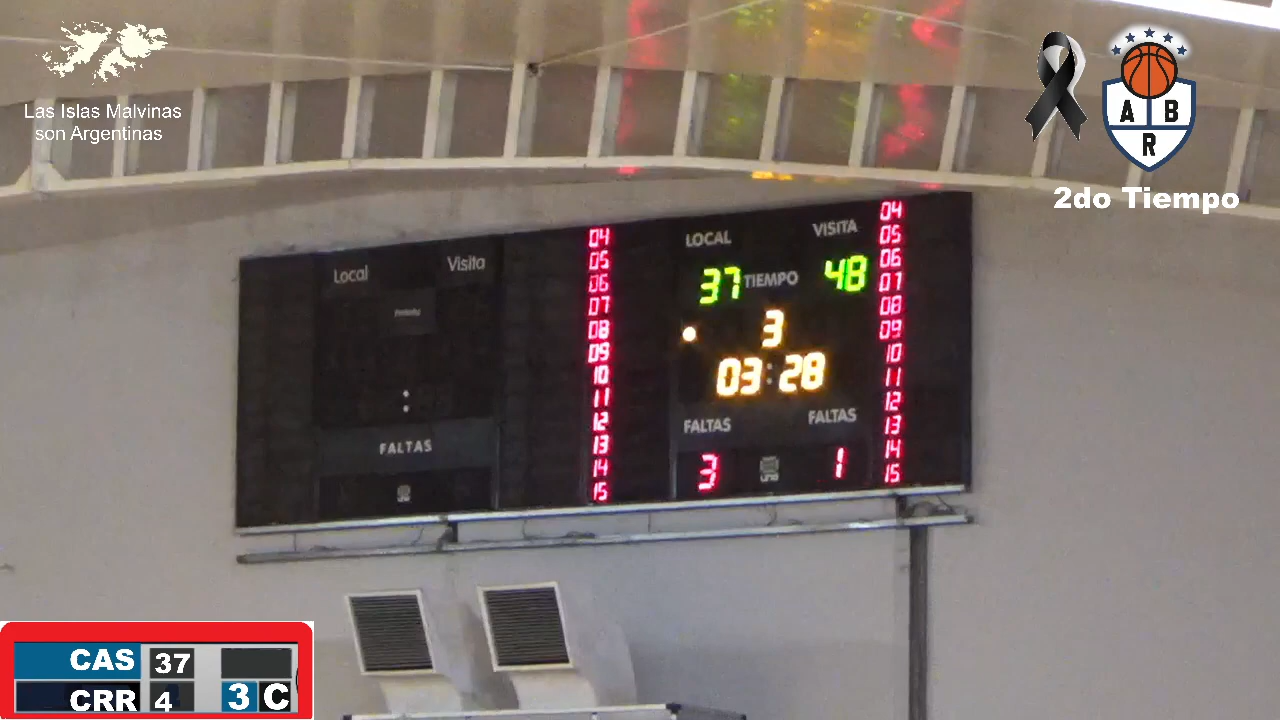 Las Islas Malvinas
son Argentinas
A B
R
2do Tiempo
Local Visita
:
FALTAS
LOCAL VISITA
37 TIEMPO 48
3
03:28
FALTAS FALTAS
3 1
04 04
05 05
06 06
07 07
08 08
09 09
10 10
11 11
12 12
13 13
14 14
15 15
CAS 37
CRR 4 3 C